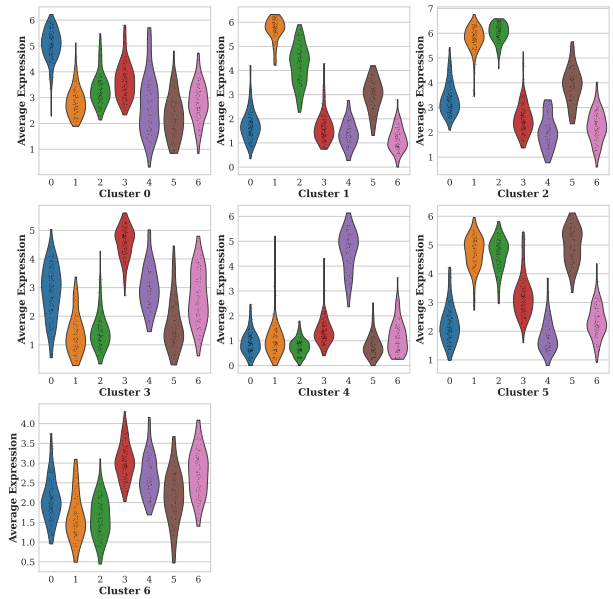 Average Expression
6
5
4
3
2
1
0 1 2 3 4 5 6
Cluster 0
Average Expression
6
5
4
3
2
1
0
0 1 2 3 4 5 6
Cluster 1
Average Expression
7
6
5
4
3
2
1
0 1 2 3 4 5 6
Cluster 2
Average Expression
5
4
3
2
1
0 1 2 3 4 5 6
Cluster 3
Average Expression
6
5
4
3
2
1
0
0 1 2 3 4 5 6
Cluster 4
Average Expression
6
5
4
3
2
1
0 1 2 3 4 5 6
Cluster 5
Average Expression
4.0
3.5
3.0
2.5
2.0
1.5
1.0
0.5
0 1 2 3 4 5 6
Cluster 6